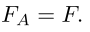 F_A = F.